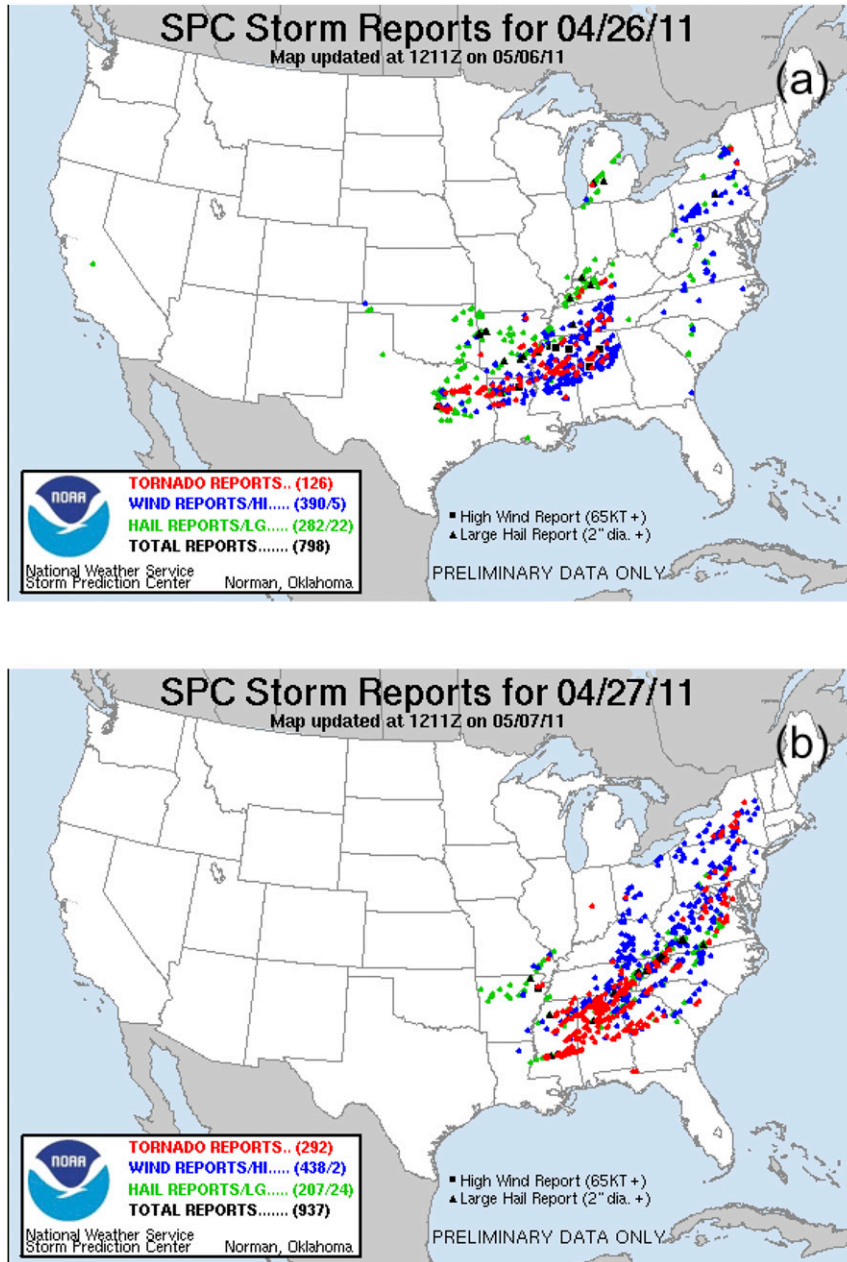 SPC Storm Reports for 04/26/11
Map updated at 1211Z on 05/06/11
(a)
NOAA
TORNADO REPORTS.. (126)
WIND REPORTS/HI..... (390/5)
HAIL REPORTS/LG..... (282/22)
TOTAL REPORTS....... (798)
National Weather Service
Storm Prediction Center Norman, Oklahoma
High Wind Report (65KT +)
Large Hail Report (2" dia. +)
PRELIMINARY DATA ONLY
SPC Storm Reports for 04/27/11
Map updated at 1211Z on 05/07/11
(b)
NOAA
TORNADO REPORTS.. (292)
WIND REPORTS/HI..... (438/2)
HAIL REPORTS/LG..... (207/24)
TOTAL REPORTS....... (937)
National Weather Service
Storm Prediction Center Norman, Oklahoma
High Wind Report (65KT +)
Large Hail Report (2" dia. +)
PRELIMINARY DATA ONLY